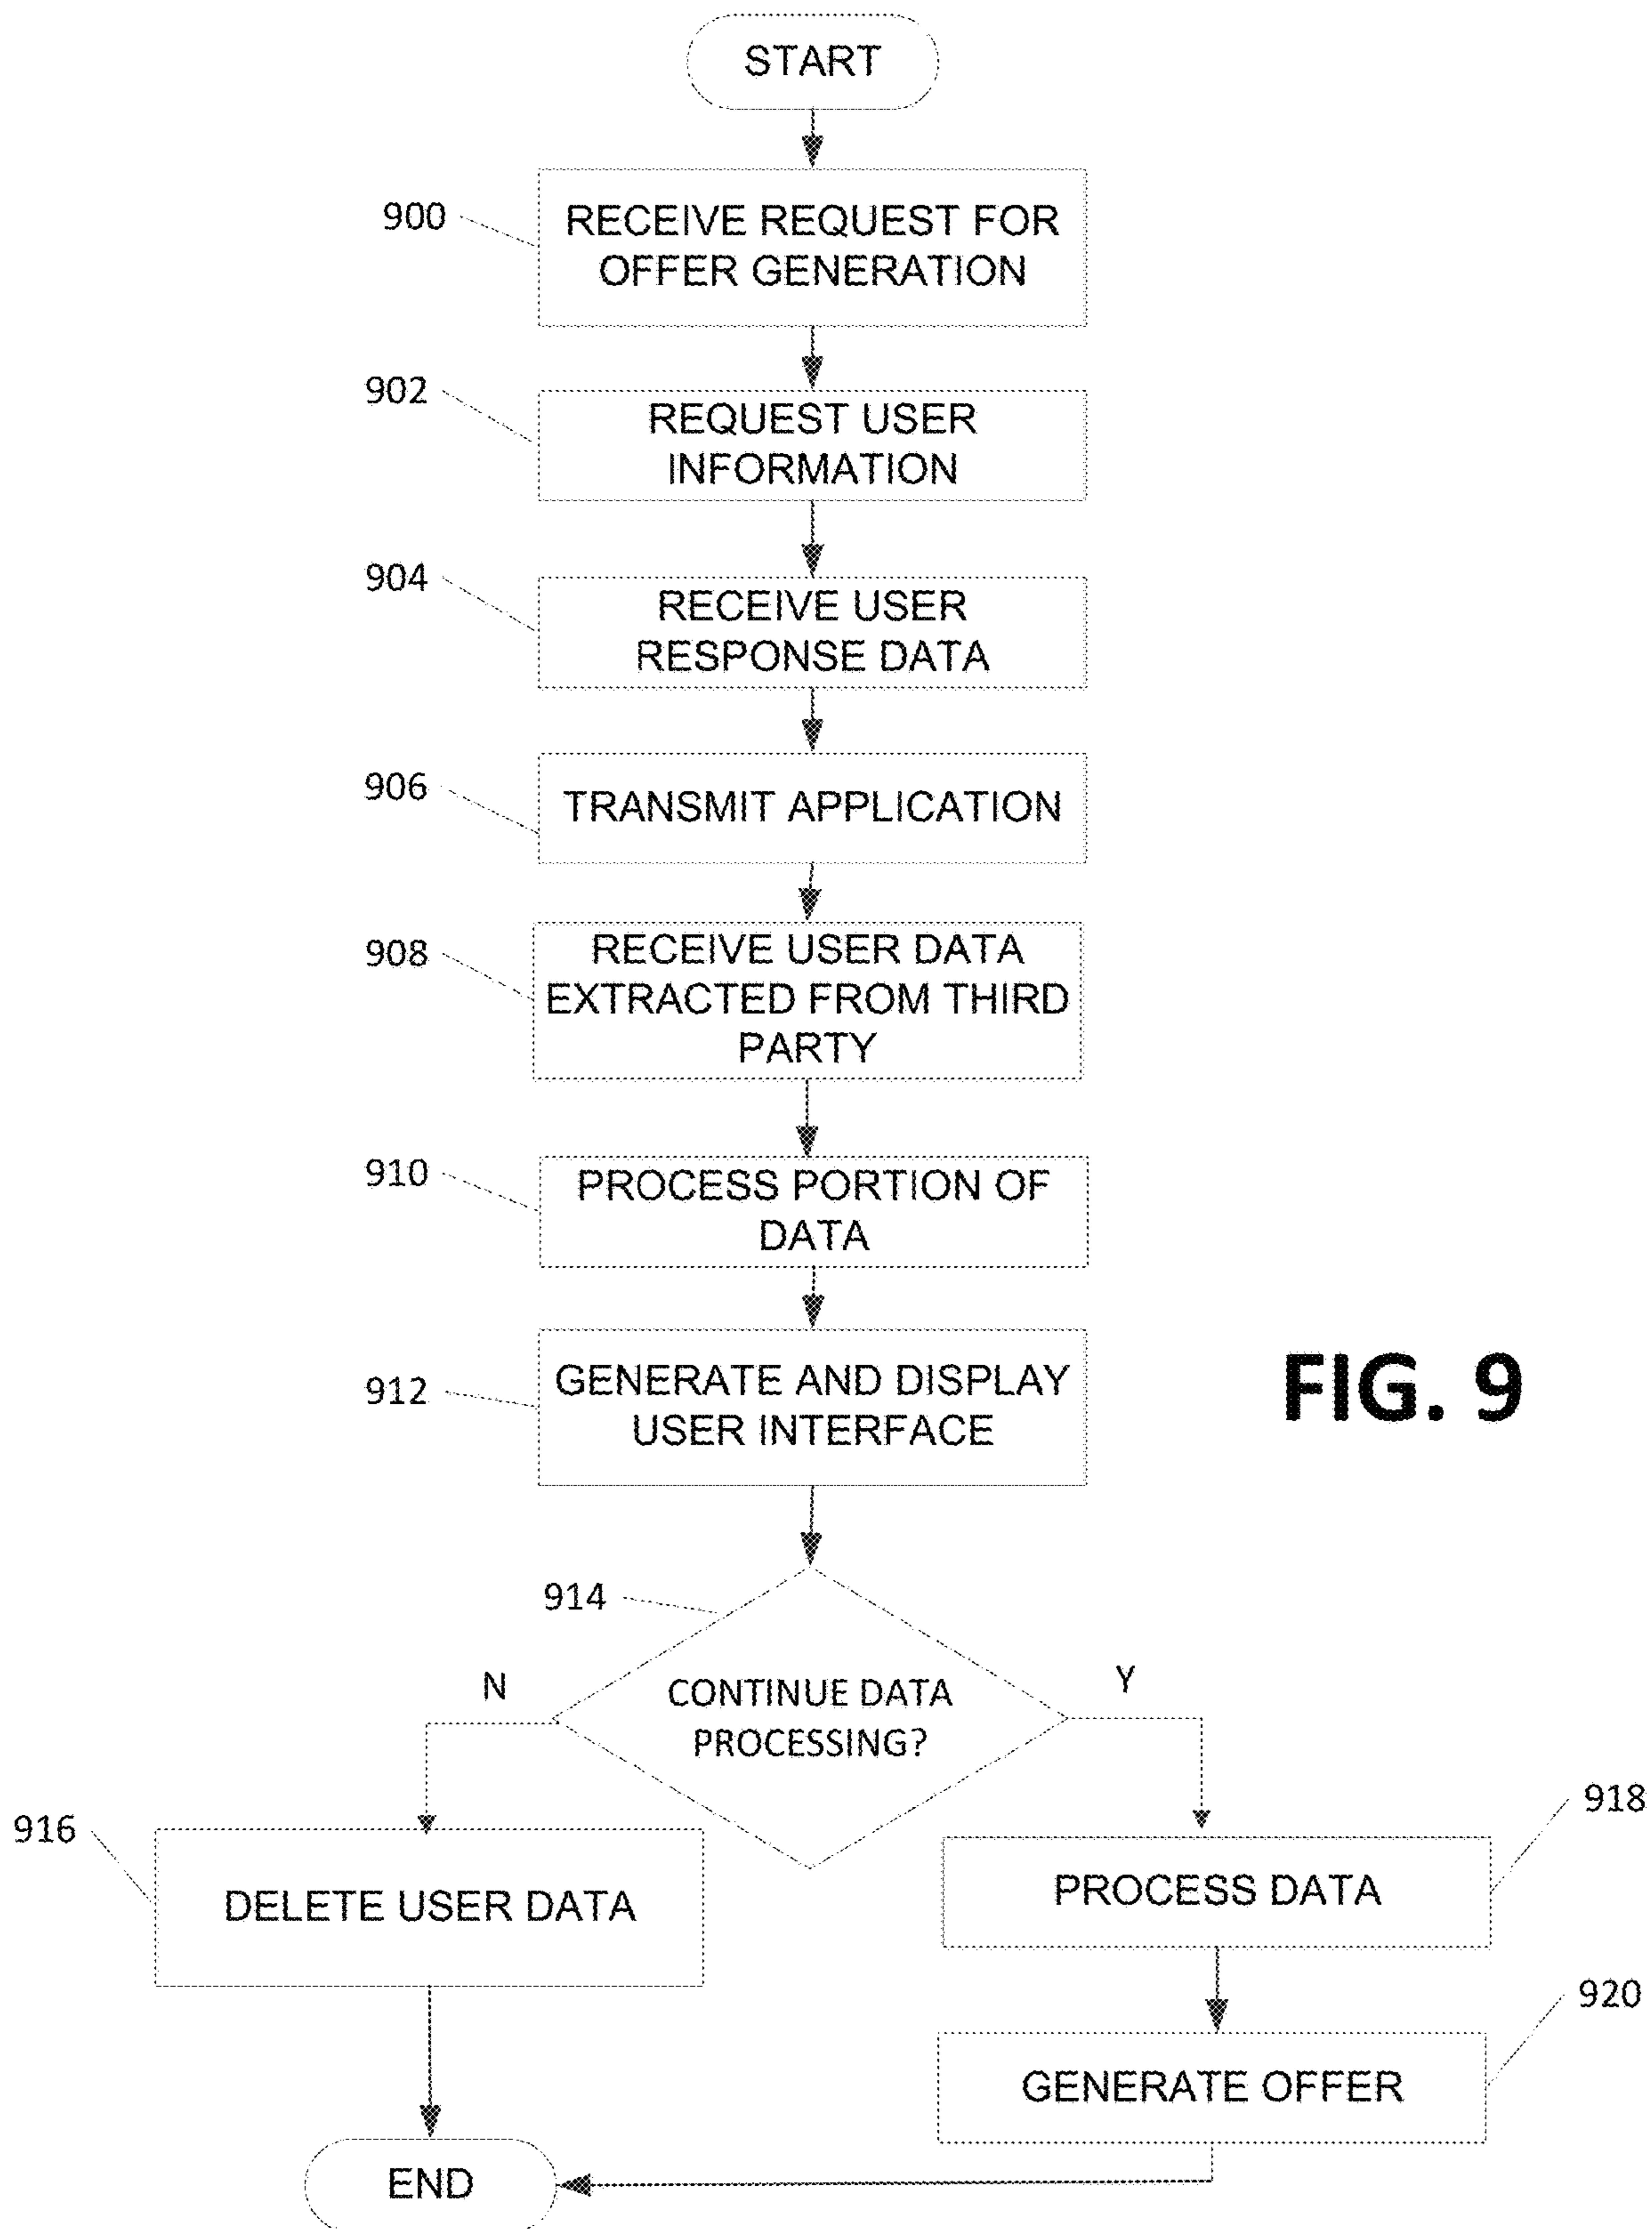 START
900
RECEIVE REQUEST FOR
OFFER GENERATION
902
REQUEST USER
INFORMATION
904
RECEIVE USER
RESPONSE DATA
906
TRANSMIT APPLICATION
908
RECEIVE USER DATA
EXTRACTED FROM THIRD
PARTY
910
PROCESS PORTION OF
DATA
912
GENERATE AND DISPLAY
USER INTERFACE
FIG. 9
914
CONTINUE DATA
PROCESSING?
N
Y
916
DELETE USER DATA
918
PROCESS DATA
920
GENERATE OFFER
END